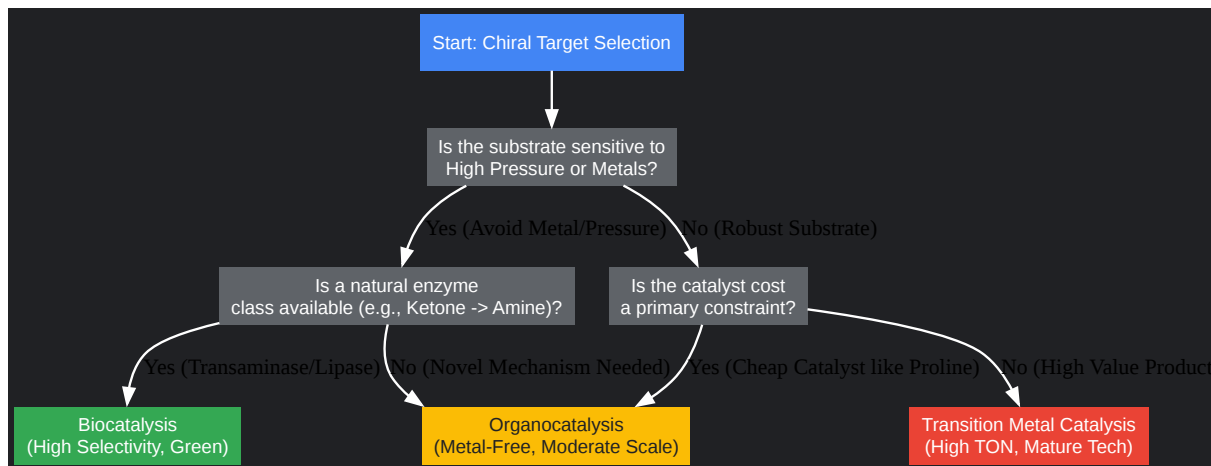 Start: Chiral Target Selection
Is the substrate sensitive to
High Pressure or Metals?
Yes (Avoid Metal/Pressure)
No (Robust Substrate)
Is a natural enzyme
class available (e.g., Ketone -> Amine)?
Is the catalyst cost
a primary constraint?
Yes (Transaminase/Lipase)
No (Novel Mechanism Needed)
Yes (Cheap Catalyst like Proline)
No (High Value Product
Biocatalysis
(High Selectivity, Green)
Organocatalysis
(Metal-Free, Moderate Scale)
Transition Metal Catalysis
(High TON, Mature Tech)